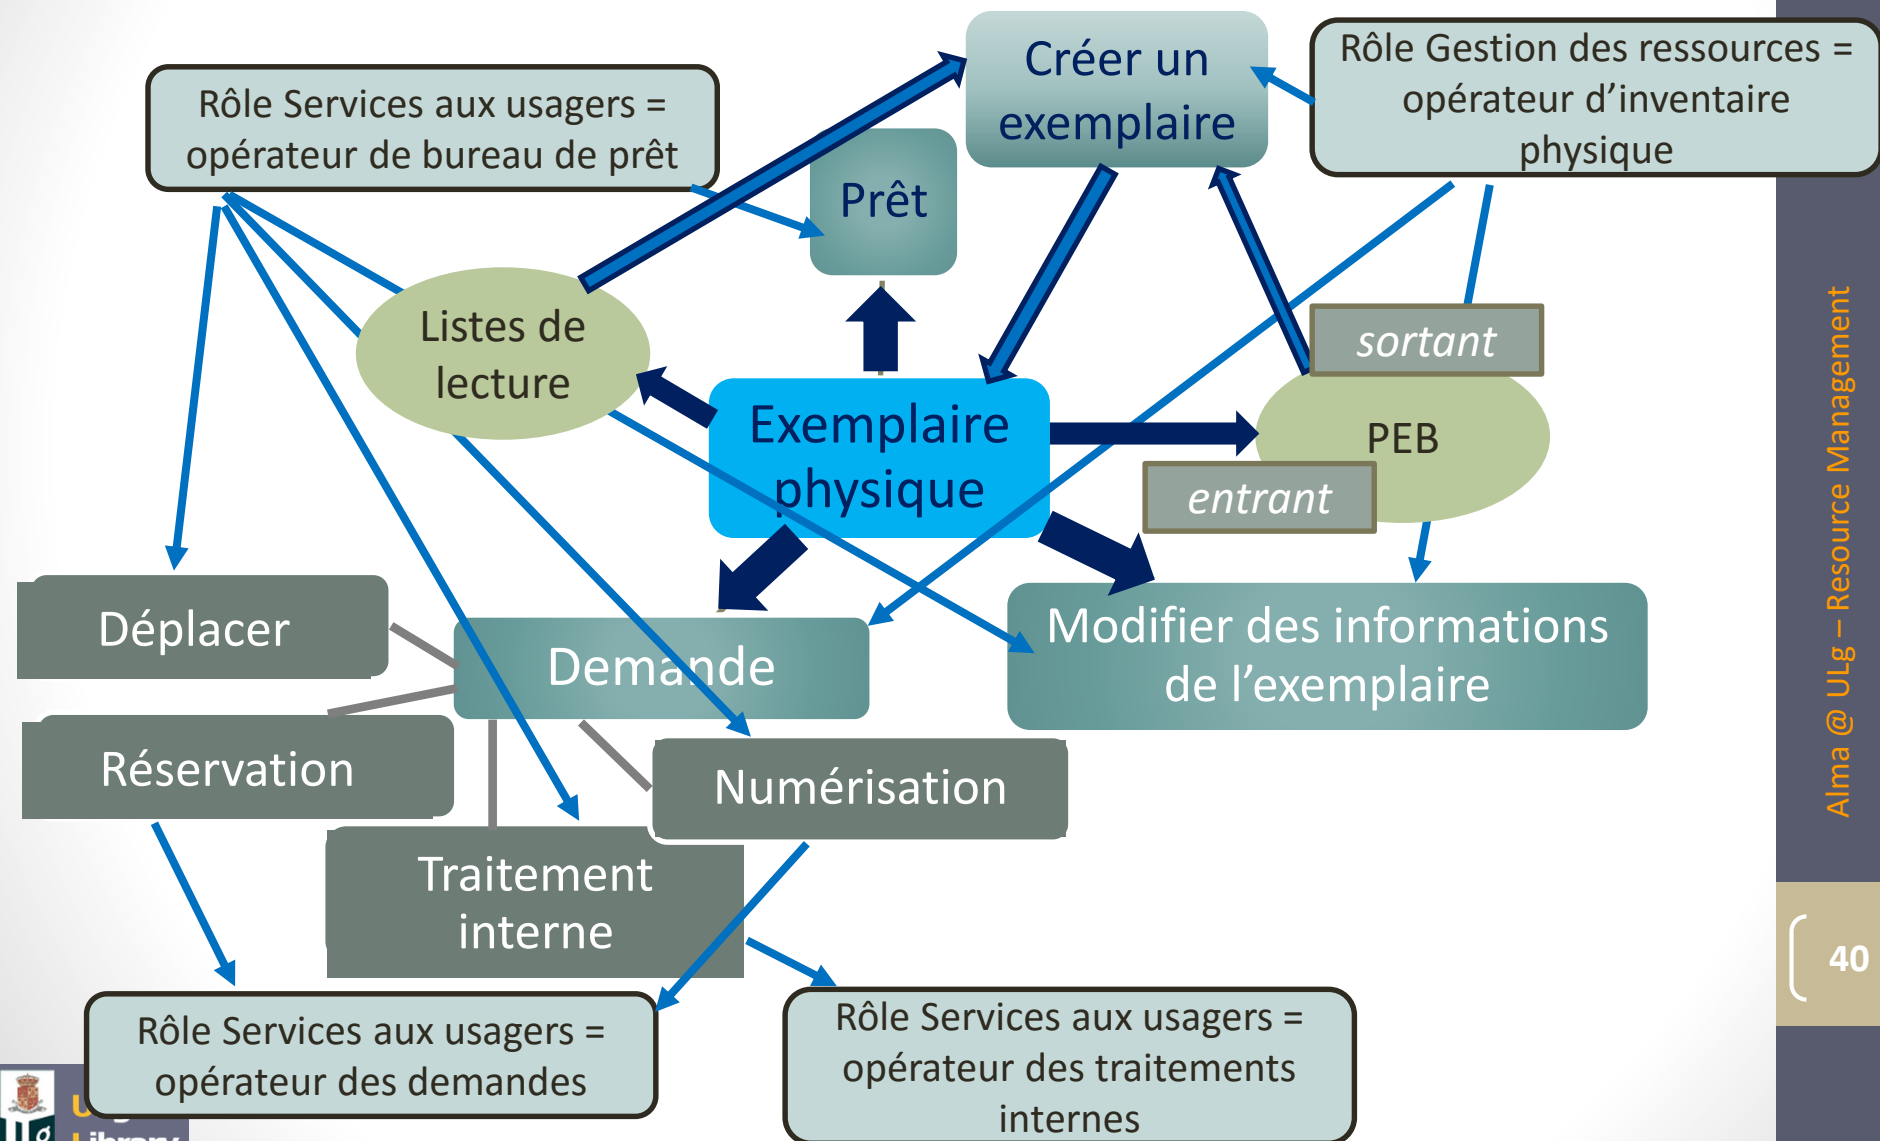 Créer un
exemplaire
Rôle Gestion des ressources =
opérateur d’inventaire
physique
Rôle Services aux usagers =
opérateur de bureau de prêt
Prêt
Listes de
lecture
sortant
Exemplaire
physique
PEB
entrant
Déplacer
Demande
Modifier des informations
de l’exemplaire
Réservation
Numérisation
Traitement
interne
Rôle Services aux usagers =
opérateur des demandes
Rôle Services aux usagers =
opérateur des traitements
internes
Alma @ ULg – Resource Management
40